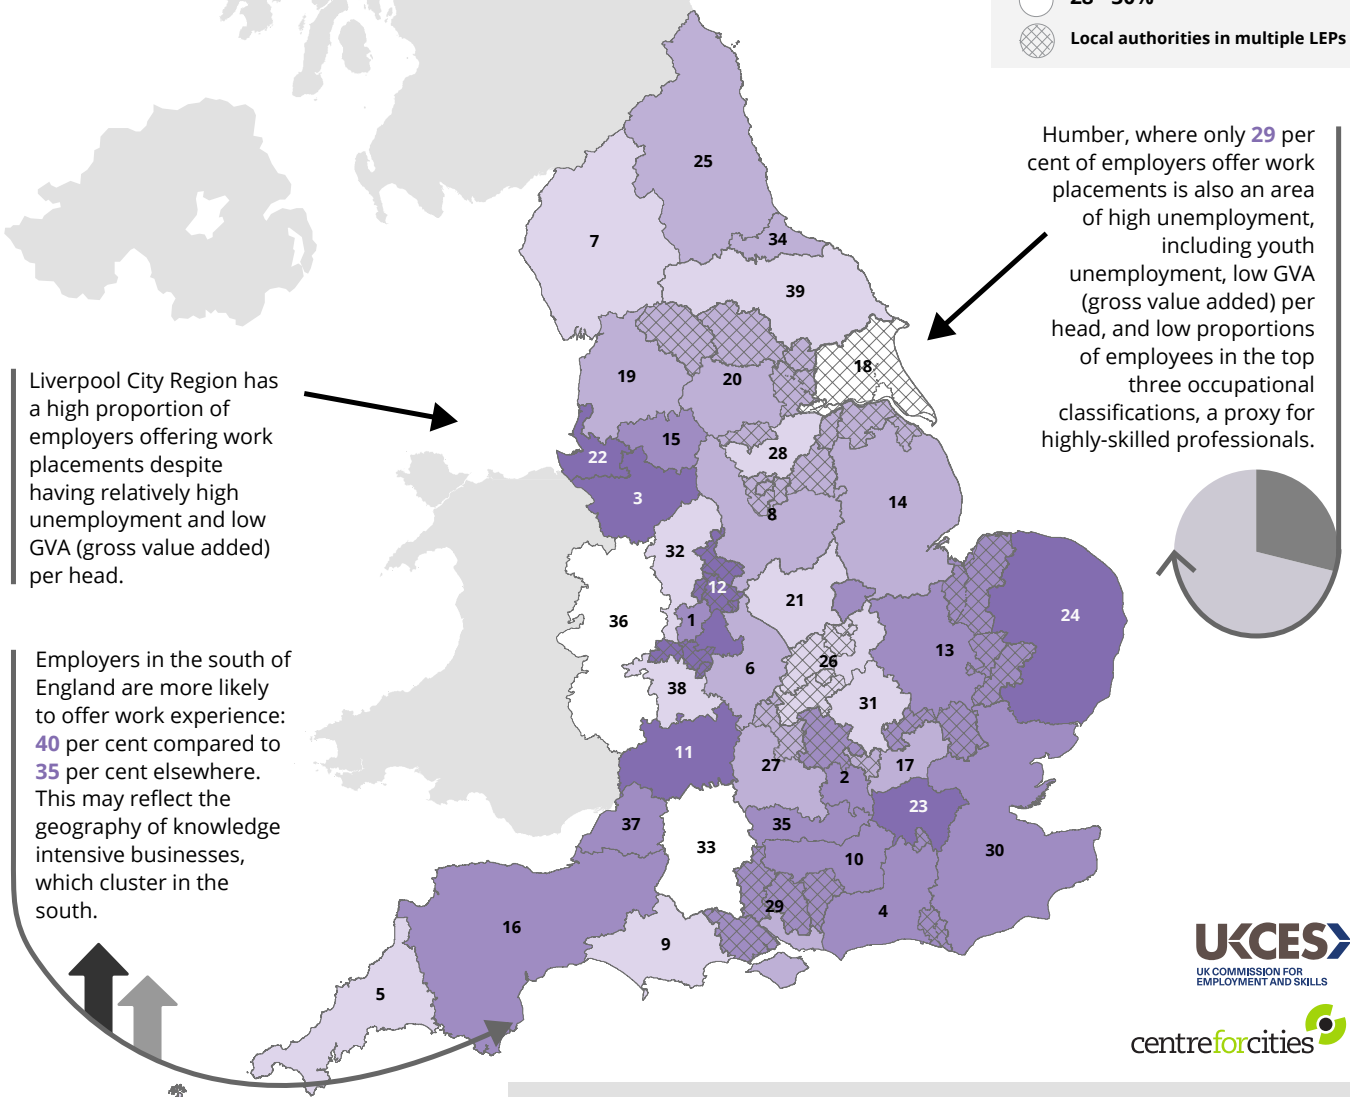 28 - 30%
Local authorities in multiple LEPs
Humber, where only 29 per
cent of employers offer work
placements is also an area
of high unemployment,
including youth
unemployment, low GVA
(gross value added) per
head, and low proportions
of employees in the top
three occupational
classifications, a proxy for
highly-skilled professionals.
Liverpool City Region has
a high proportion of
employers offering work
placements despite
having relatively high
unemployment and low
GVA (gross value added)
per head.
Employers in the south of
England are more likely
to offer work experience:
40 per cent compared to
35 per cent elsewhere.
This may reflect the
geography of knowledge
intensive businesses,
which cluster in the
south.
25
7
34
39
18
19
20
15
22
28
3
14
8
32
12
21
1
36
24
13
26
6
38
31
11
27
17
2
23
37
35
33
10
30
29
4
16
9
5
UKCES
UK COMMISSION FOR
EMPLOYMENT AND SKILLS
centreforcities